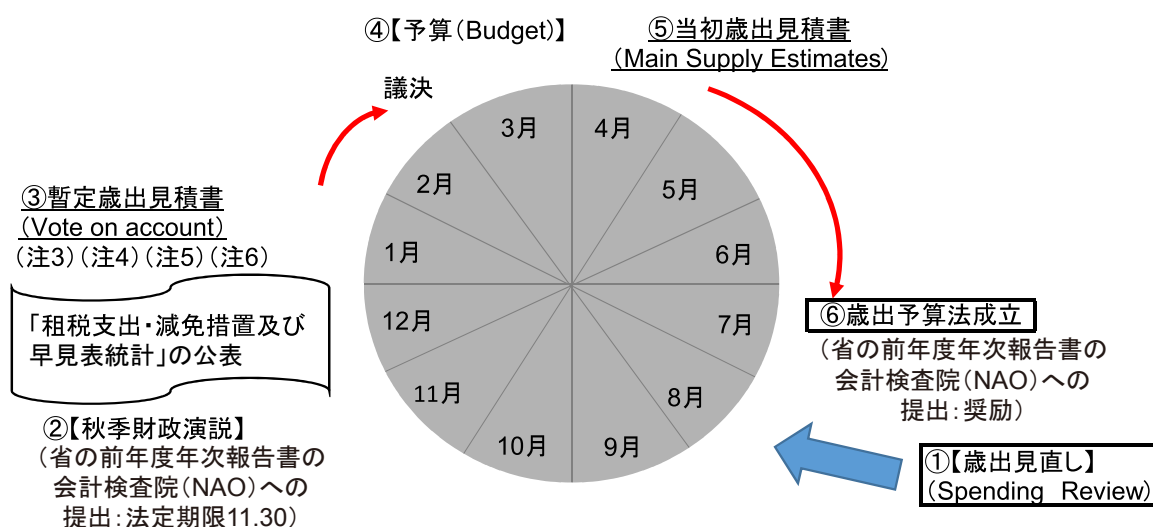 ④【予算(Budget)】
⑤当初歳出見積書
(Main Supply Estimates)
議決
3月
4月
2月
5月
1月
6月
12月
7月
11月
8月
10月
9月
③暫定歳出見積書
(Vote on account)
(注3)(注4)(注5)(注6)
「租税支出・減免措置及び
早見表統計」の公表
②【秋季財政演説】
(省の前年度年次報告書の
会計検査院(NAO)への
提出:法定期限11.30)
⑥歳出予算法成立
(省の前年度年次報告書の
会計検査院(NAO)への
提出:奨励)
①【歳出見直し】
(Spending Review)